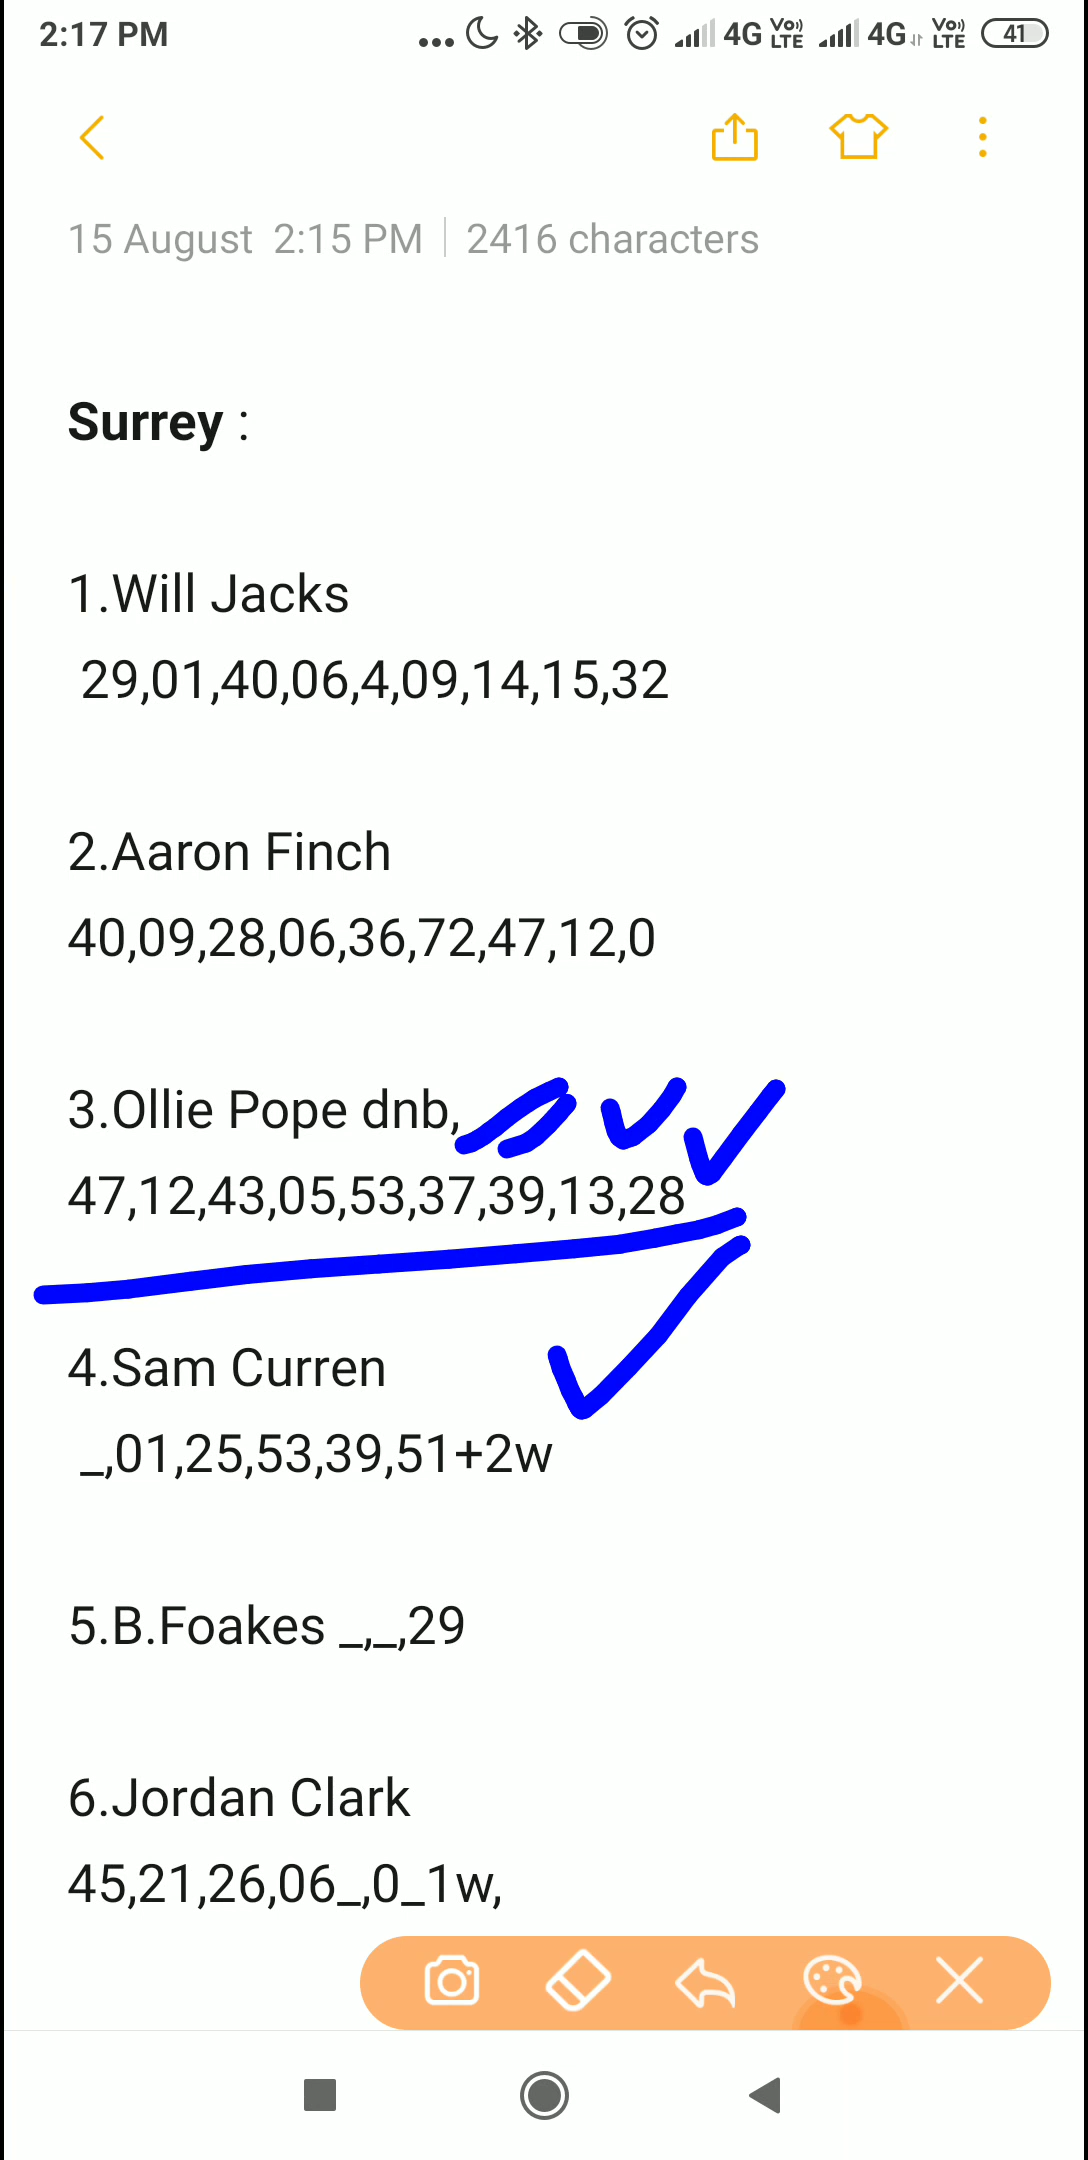 2:17 PM ... 4G VoLTE 4G VoLTE 41
15 August 2:15 PM | 2416 characters
Surrey :
1.Will Jacks
29,01,40,06,4,09,14,15,32
2.Aaron Finch
40,09,28,06,36,72,47,12,0
3.Ollie Pope dnb,
47,12,43,05,53,37,39,13,28
4.Sam Curren
_,01,25,53,39,51+2w
5.B.Foakes _,_,29
6.Jordan Clark
45,21,26,06_,0_1w,